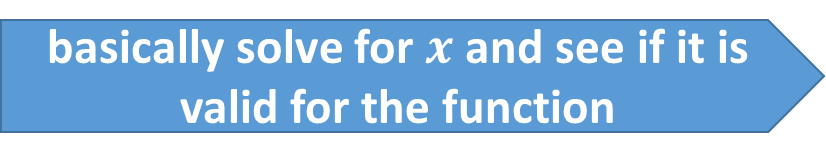 basically solve for 𝑥 and see if it is
valid for the function